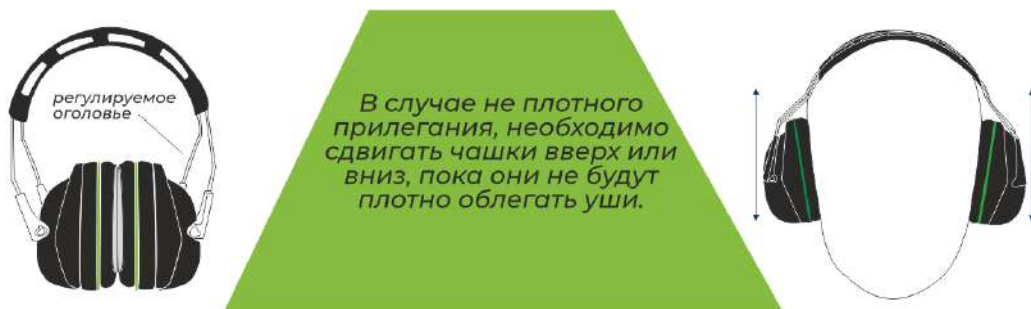 регулируемое
оголовье
В случае не плотного
прилегания, необходимо
сдвигать чашки вверх или
вниз, пока они не будут
плотно облегать уши.